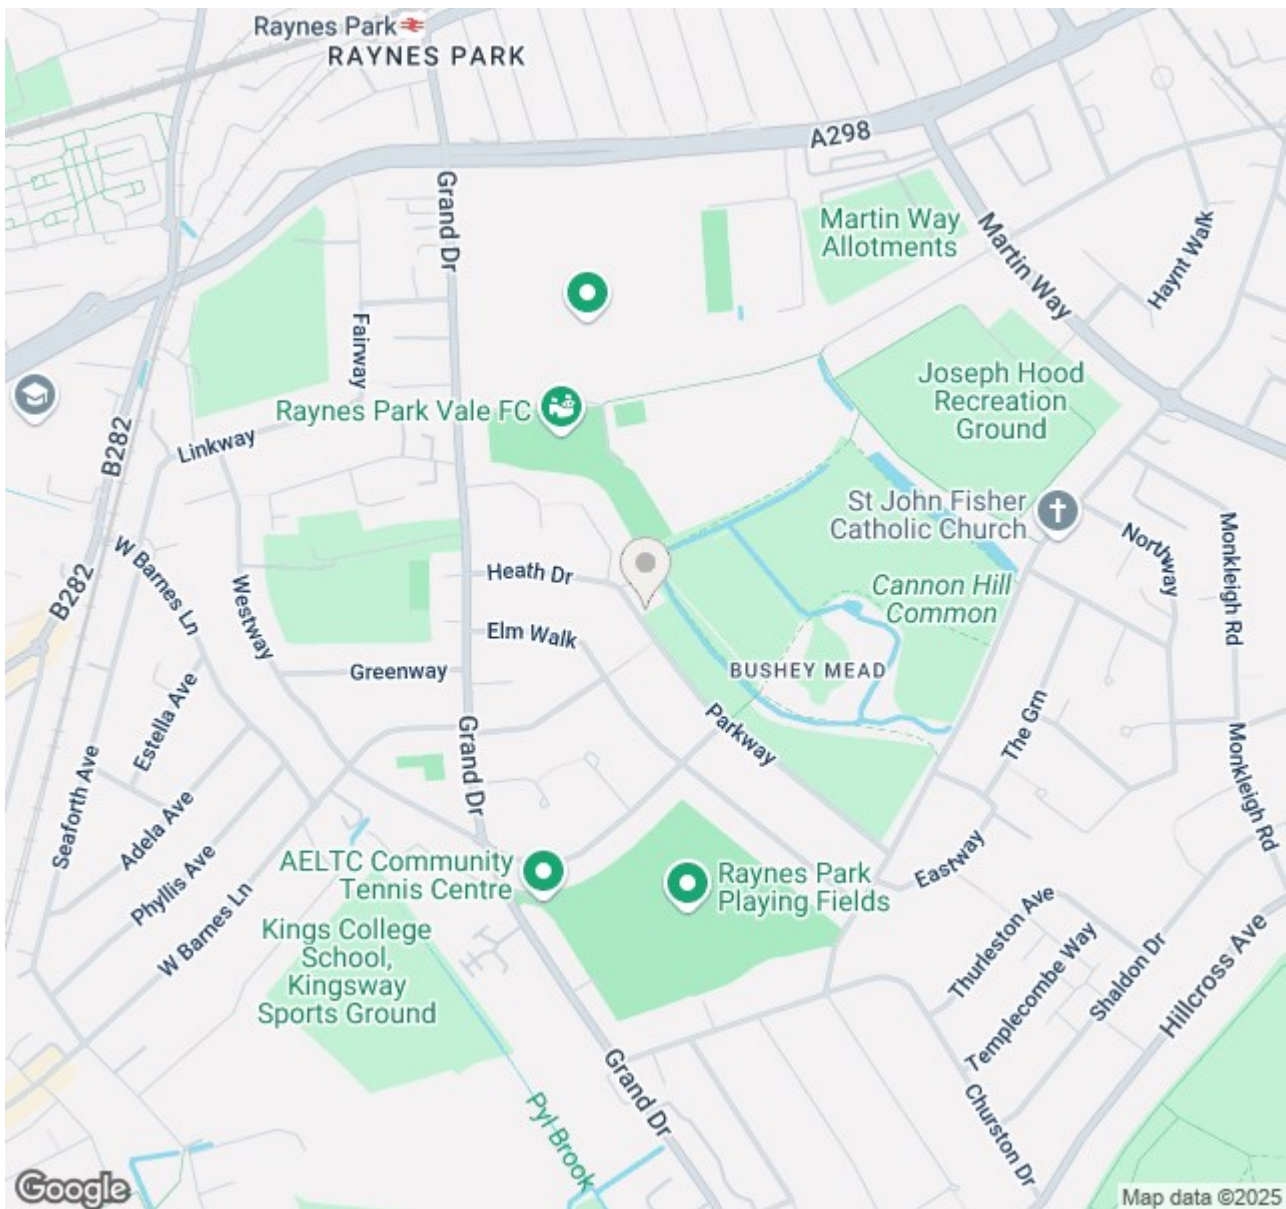 Raynes Park
RAYNES PARK
A298
Grand Dr
Martin Way
Allotments
Martin Way
Haynt Walk
Fairway
Joseph Hood
Recreation
Ground
Raynes Park Vale FC
Linkway
B282
St John Fisher
Catholic Church
Northway
Monkleigh Rd
W Barnes Ln
Heath Dr
Cannon Hill
Common
B282
Westway
Elm Walk
Greenway
BUSHEY MEAD
Estella Ave
Grand Dr
Parkway
The Grn
Monkleigh Rd
Seaforth Ave
Adela Ave
Phyllis Ave
W Barnes Ln
AELTC Community
Tennis Centre
Raynes Park
Playing Fields
Eastway
Kings College
School,
Kingsway
Sports Ground
Thurleston Ave
Templecombe Way
Shaldon Dr
Hillcross Ave
Grand Dr
Pyl Brook
Churston Dr
Google
Map data ©2025